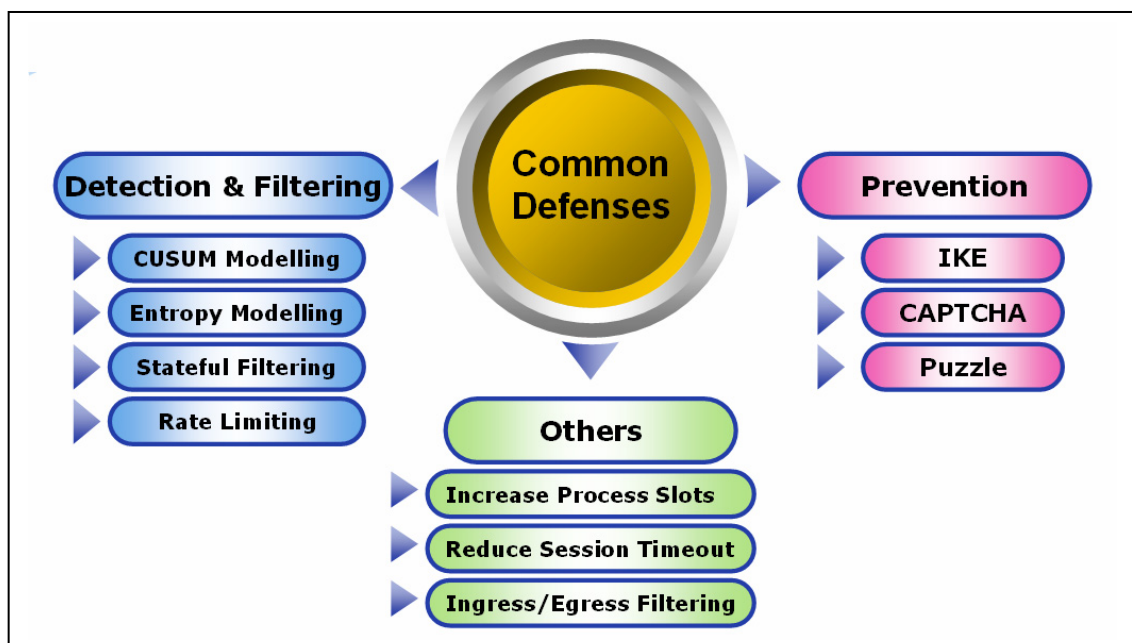 Common
Defenses
Detection & Filtering
CUSUM Modelling
Entropy Modelling
Stateful Filtering
Rate Limiting
Prevention
IKE
CAPTCHA
Puzzle
Others
Increase Process Slots
Reduce Session Timeout
Ingress/Egress Filtering